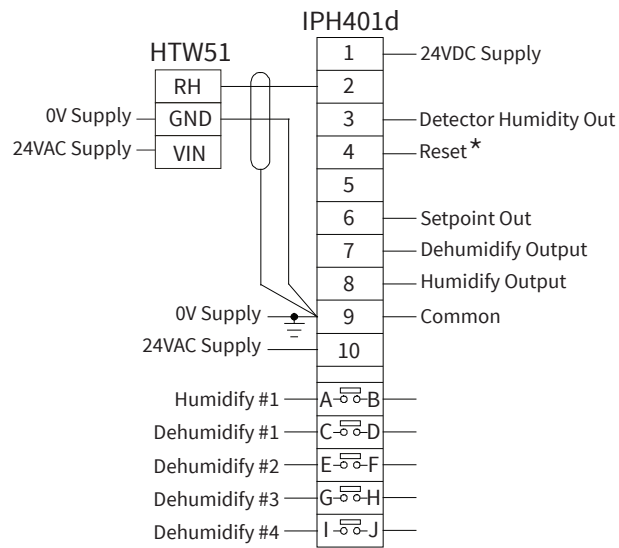 IPH401d
HTW51
1 24VDC Supply
RH 2
0V Supply GND 3 Detector Humidity Out
24VAC Supply VIN 4 Reset*
5
6 Setpoint Out
7 Dehumidify Output
8 Humidify Output
0V Supply 9 Common
24VAC Supply 10
Humidify #1 A B
Dehumidify #1 C D
Dehumidify #2 E F
Dehumidify #3 G H
Dehumidify #4 I J